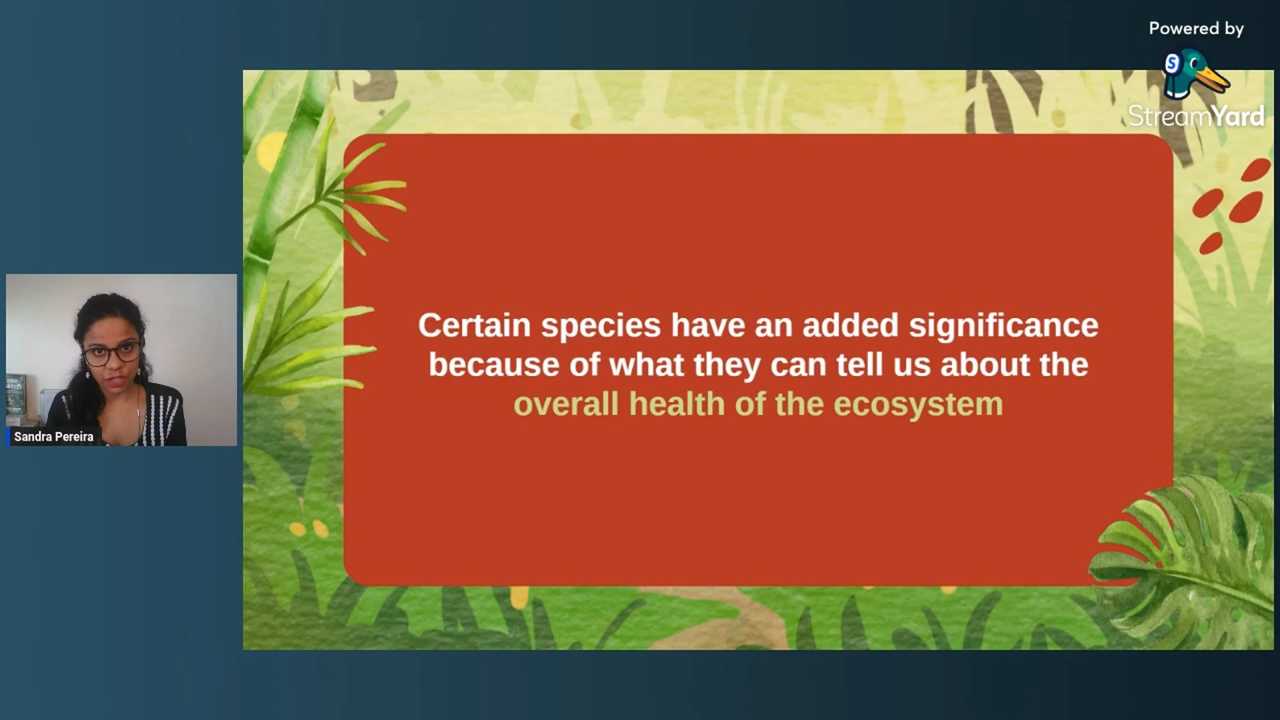 Powered by
S
StreamYard
Certain species have an added significance
because of what they can tell us about the
overall health of the ecosystem
Sandra Pereira